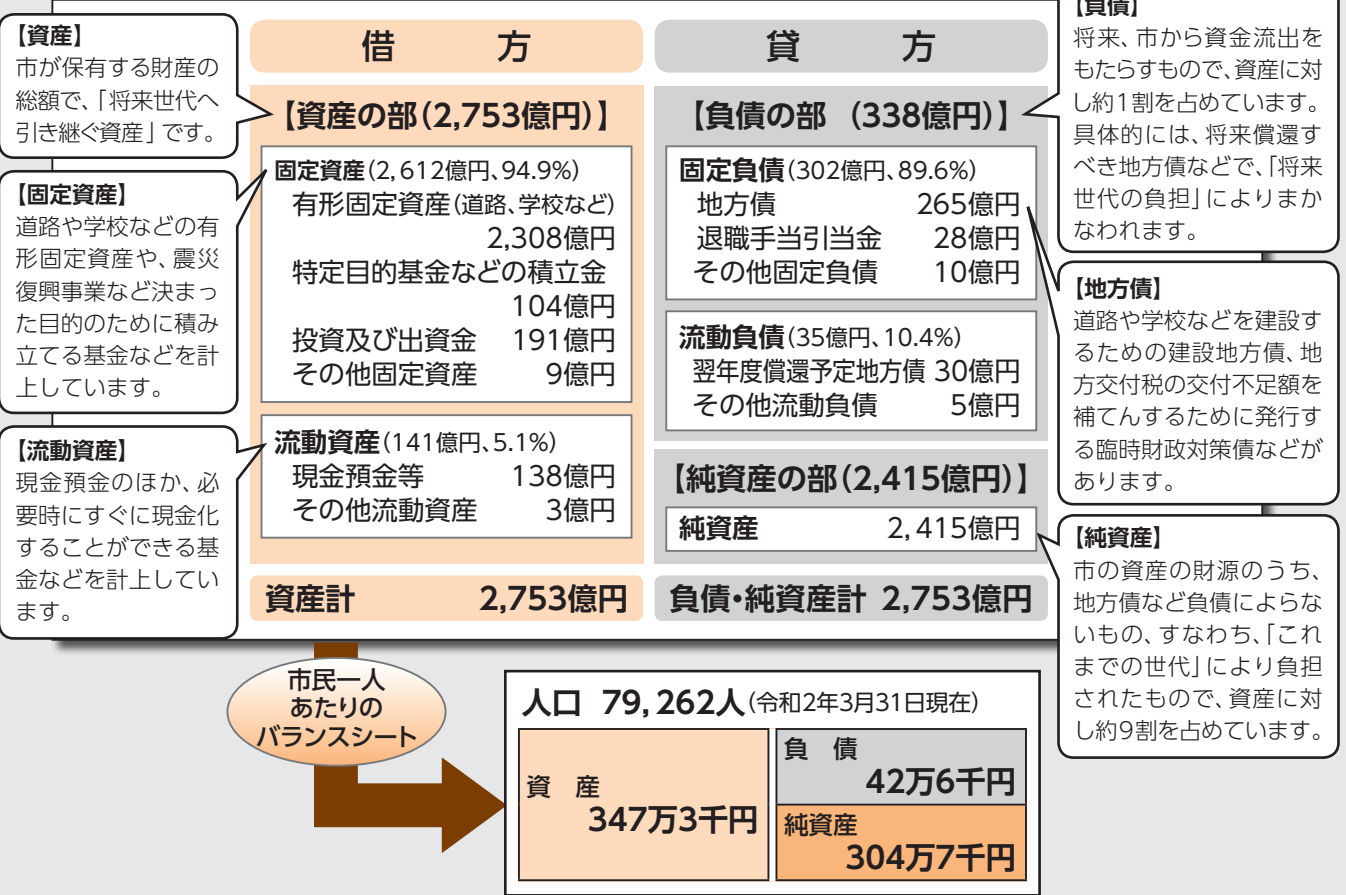 【資産】
市が保有する財産の
総額で、「将来世代へ
引き継ぐ資産」です。
【固定資産】
道路や学校などの有
形固定資産や、震災
復興事業など決まっ
た目的のために積み
立てる基金などを計
上しています。
【流動資産】
現金預金のほか、必
要時にすぐに現金化
することができる基
金などを計上してい
ます。
借　方
【資産の部(2,753億円)】
固定資産(2,612億円、94.9%)
有形固定資産(道路、学校など)
2,308億円
特定目的基金などの積立金
104億円
投資及び出資金 191億円
その他固定資産 9億円
流動資産(141億円、5.1%)
現金預金等 138億円
その他流動資産 3億円
資産計 2,753億円
貸　方
【負債の部 (338億円)】
固定負債(302億円、89.6%)
地方債 265億円
退職手当引当金 28億円
その他固定負債 10億円
流動負債(35億円、10.4%)
翌年度償還予定地方債 30億円
その他流動負債 5億円
【純資産の部(2,415億円)】
純資産 2,415億円
負債・純資産計 2,753億円
【負債】
将来、市から資金流出を
もたらすもので、資産に対
し約1割を占めています。
具体的には、将来償還す
べき地方債などで、「将来
世代の負担」によりまか
なわれます。
【地方債】
道路や学校などを建設す
るための建設地方債、地
方交付税の交付不足額を
補てんするために発行す
る臨時財政対策債などが
あります。
【純資産】
市の資産の財源のうち、
地方債など負債によらな
いもの、すなわち、「これ
までの世代」により負担
されたもので、資産に対
し約9割を占めています。
市民一人
あたりの
バランスシート
人口 79,262人(令和2年3月31日現在)
資 産
347万3千円
負 債
42万6千円
純資産
304万7千円